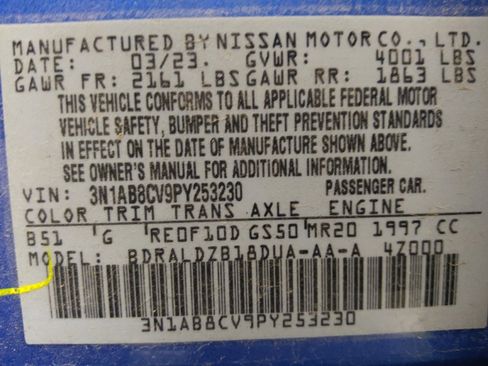 MANUFACTURED BY NISSAN MOTOR CO., LTD.
DATE: 03/23. GVWR: 4001 LBS
GAWR FR: 2161 LBS GAWR RR: 1863 LBS
THIS VEHICLE CONFORMS TO ALL APPLICABLE FEDERAL MOTOR
VEHICLE SAFETY, BUMPER AND THEFT PREVENTION STANDARDS
IN EFFECT ON THE DATE OF MANUFACTURE SHOWN ABOVE.
SEE OWNER'S MANUAL FOR ADDITIONAL INFORMATION.
VIN: 3N1AB8CV9PY253230 PASSENGER CAR.
COLOR TRIM TRANS AXLE ENGINE
B51 G RE0F10D GS50 MR20 1997 CC
MODEL: BDRALDZB18DUA-AA-A 4Z000
3N1AB8CV9PY253230